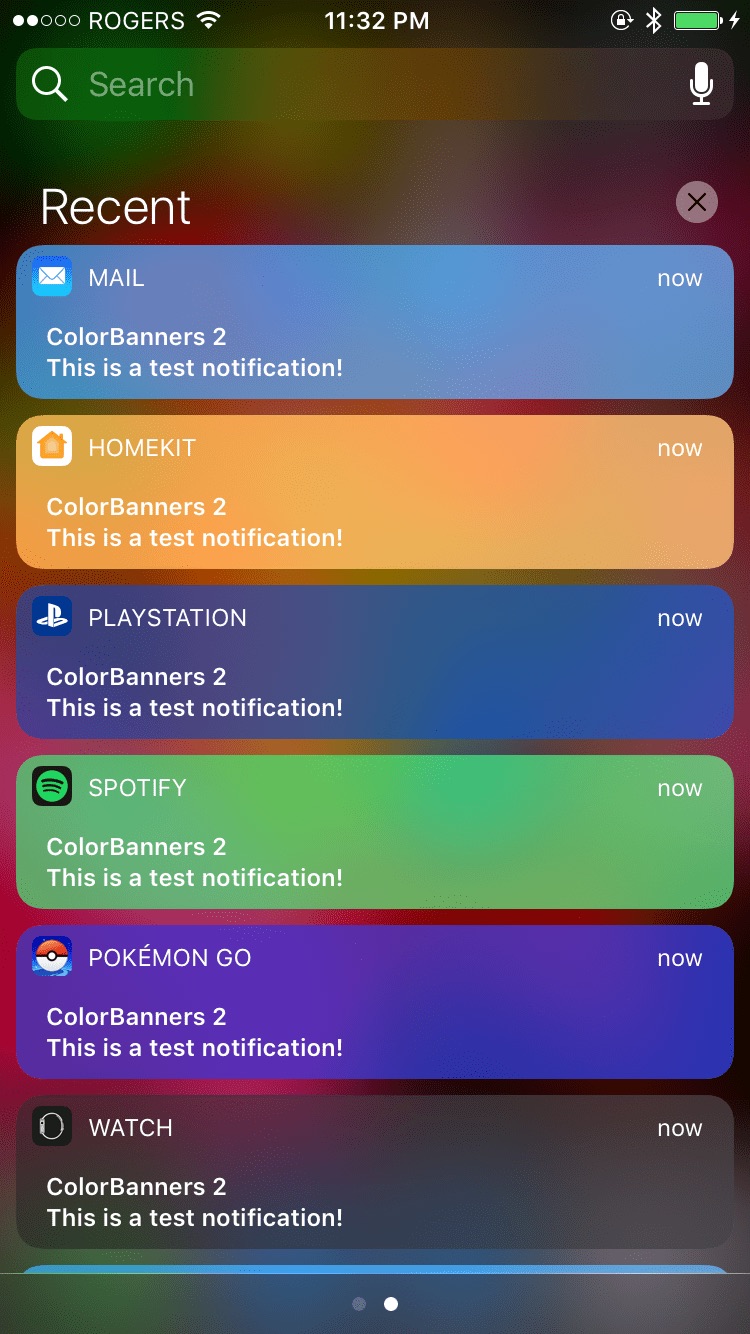 ROGERS 11:32 PM
Search
Recent
MAIL now
ColorBanners 2
This is a test notification!
HOMEKIT now
ColorBanners 2
This is a test notification!
PLAYSTATION now
ColorBanners 2
This is a test notification!
SPOTIFY now
ColorBanners 2
This is a test notification!
POKÉMON GO now
ColorBanners 2
This is a test notification!
WATCH now
ColorBanners 2
This is a test notification!